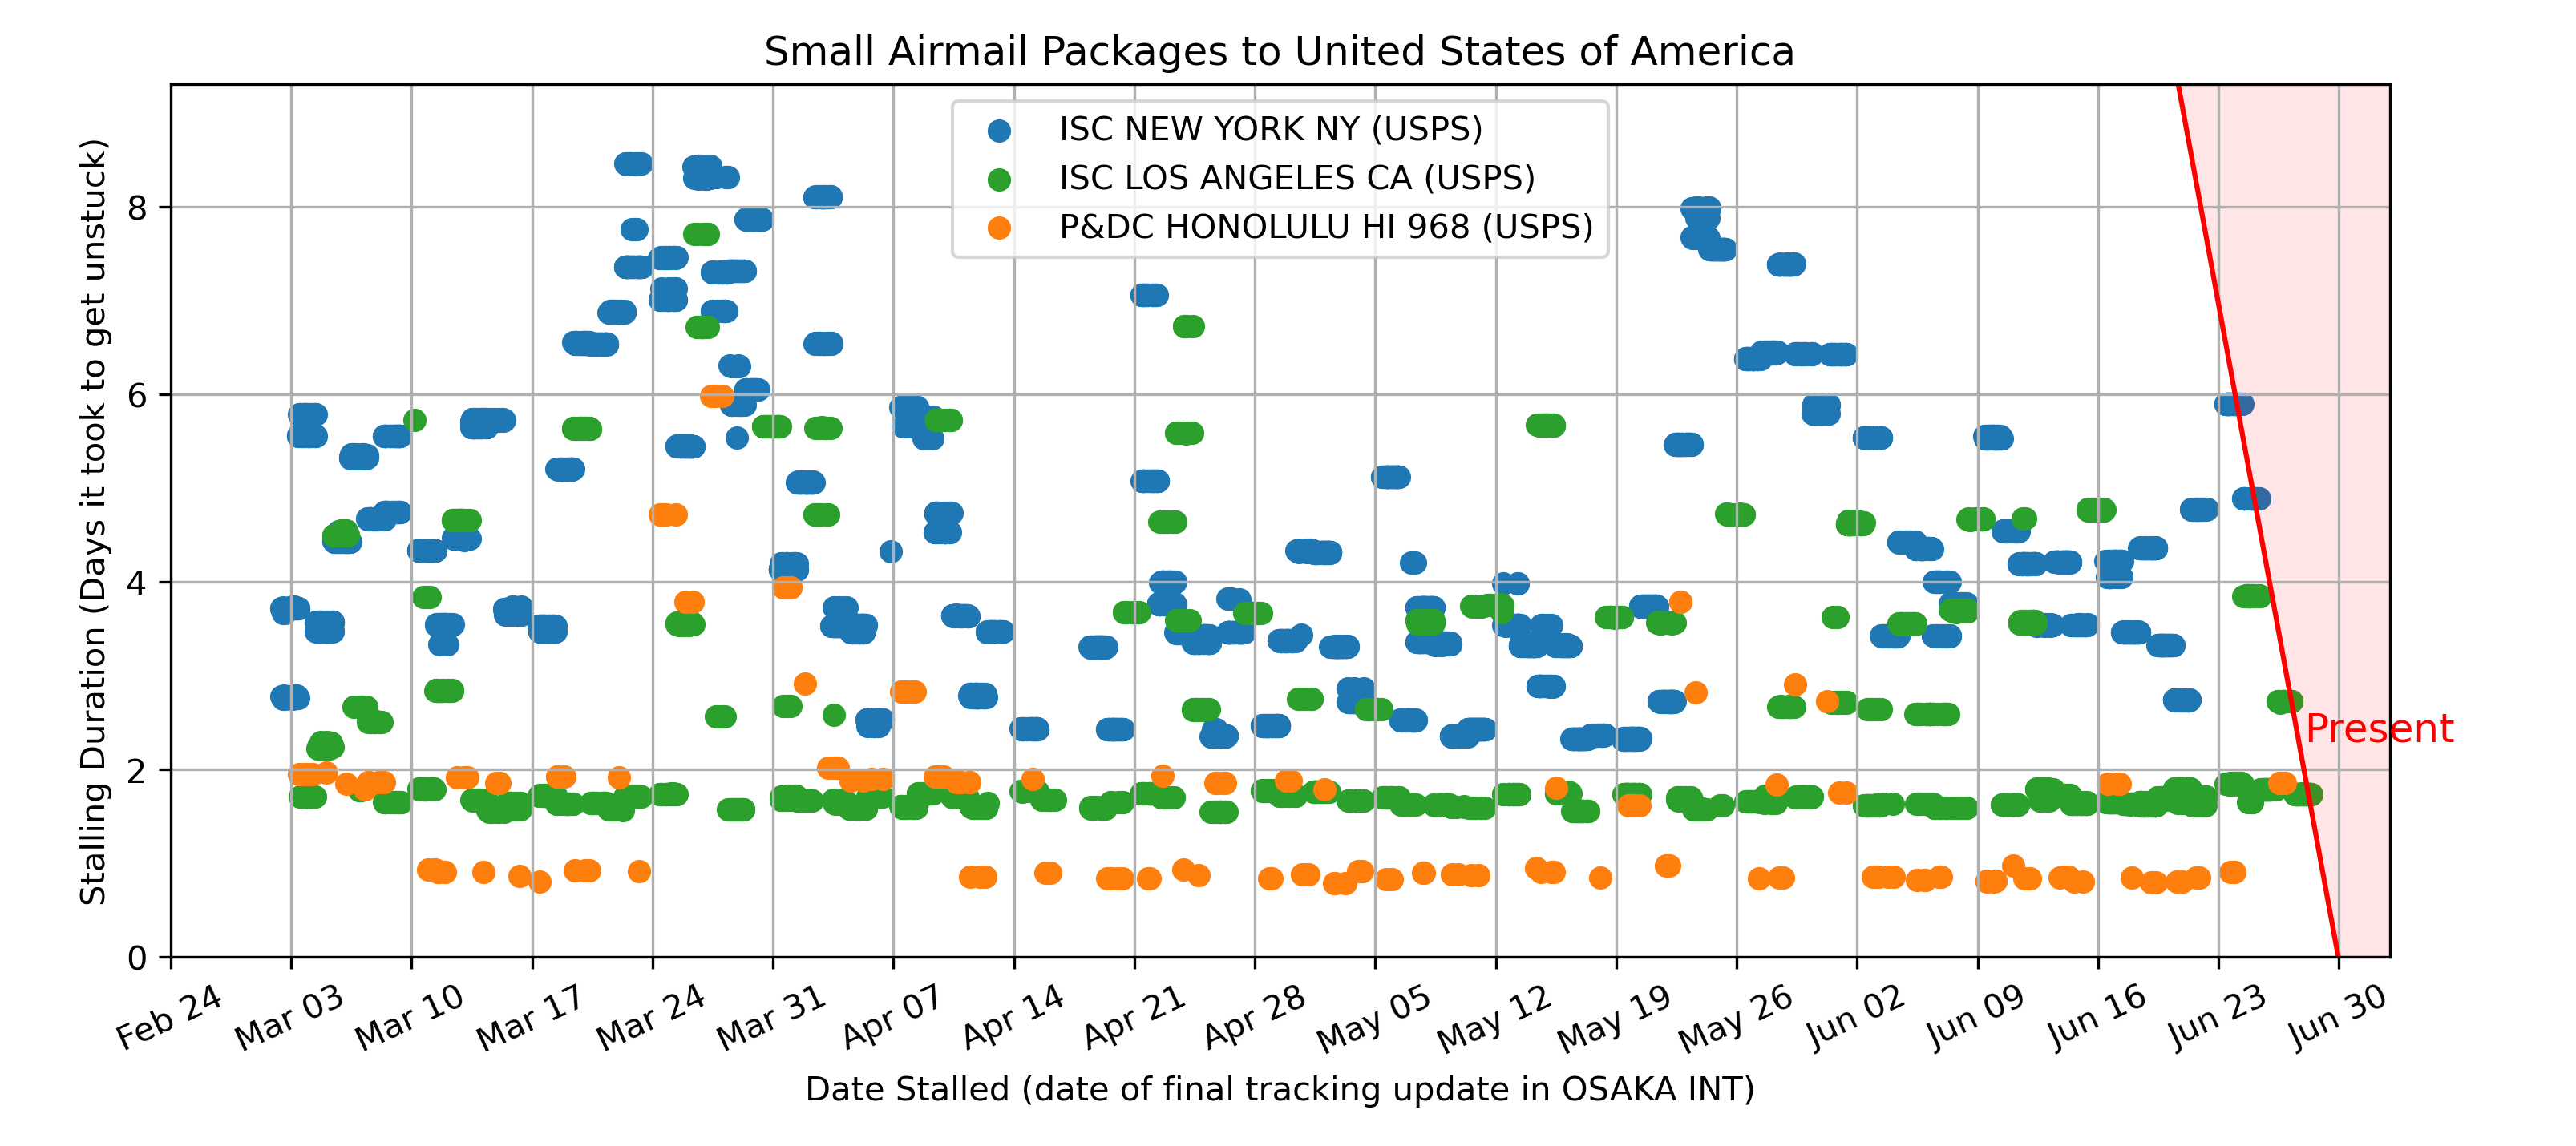 Small Airmail Packages to United States of America
ISC NEW YORK NY (USPS)
ISC LOS ANGELES CA (USPS)
P&DC HONOLULU HI 968 (USPS)
Stalling Duration (Days it took to get unstuck)
8
6
4
2
0
Present
Feb 24
Mar 03
Mar 10
Mar 17
Mar 24
Mar 31
Apr 07
Apr 14
Apr 21
Apr 28
May 05
May 12
May 19
May 26
Jun 02
Jun 09
Jun 16
Jun 23
Jun 30
Date Stalled (date of final tracking update in OSAKA INT)